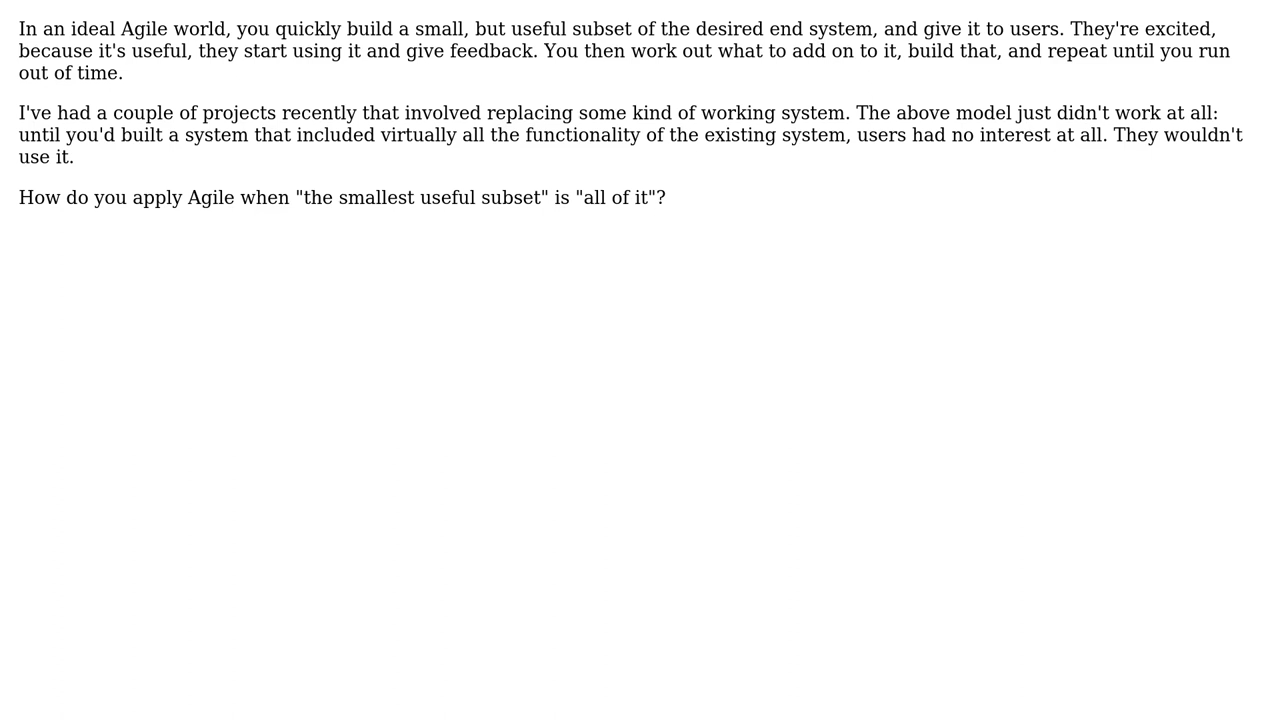 In an ideal Agile world, you quickly build a small, but useful subset of the desired end system, and give it to users. They're excited,
because it's useful, they start using it and give feedback. You then work out what to add on to it, build that, and repeat until you run
out of time.
I've had a couple of projects recently that involved replacing some kind of working system. The above model just didn't work at all:
until you'd built a system that included virtually all the functionality of the existing system, users had no interest at all. They wouldn't
use it.
How do you apply Agile when "the smallest useful subset" is "all of it"?